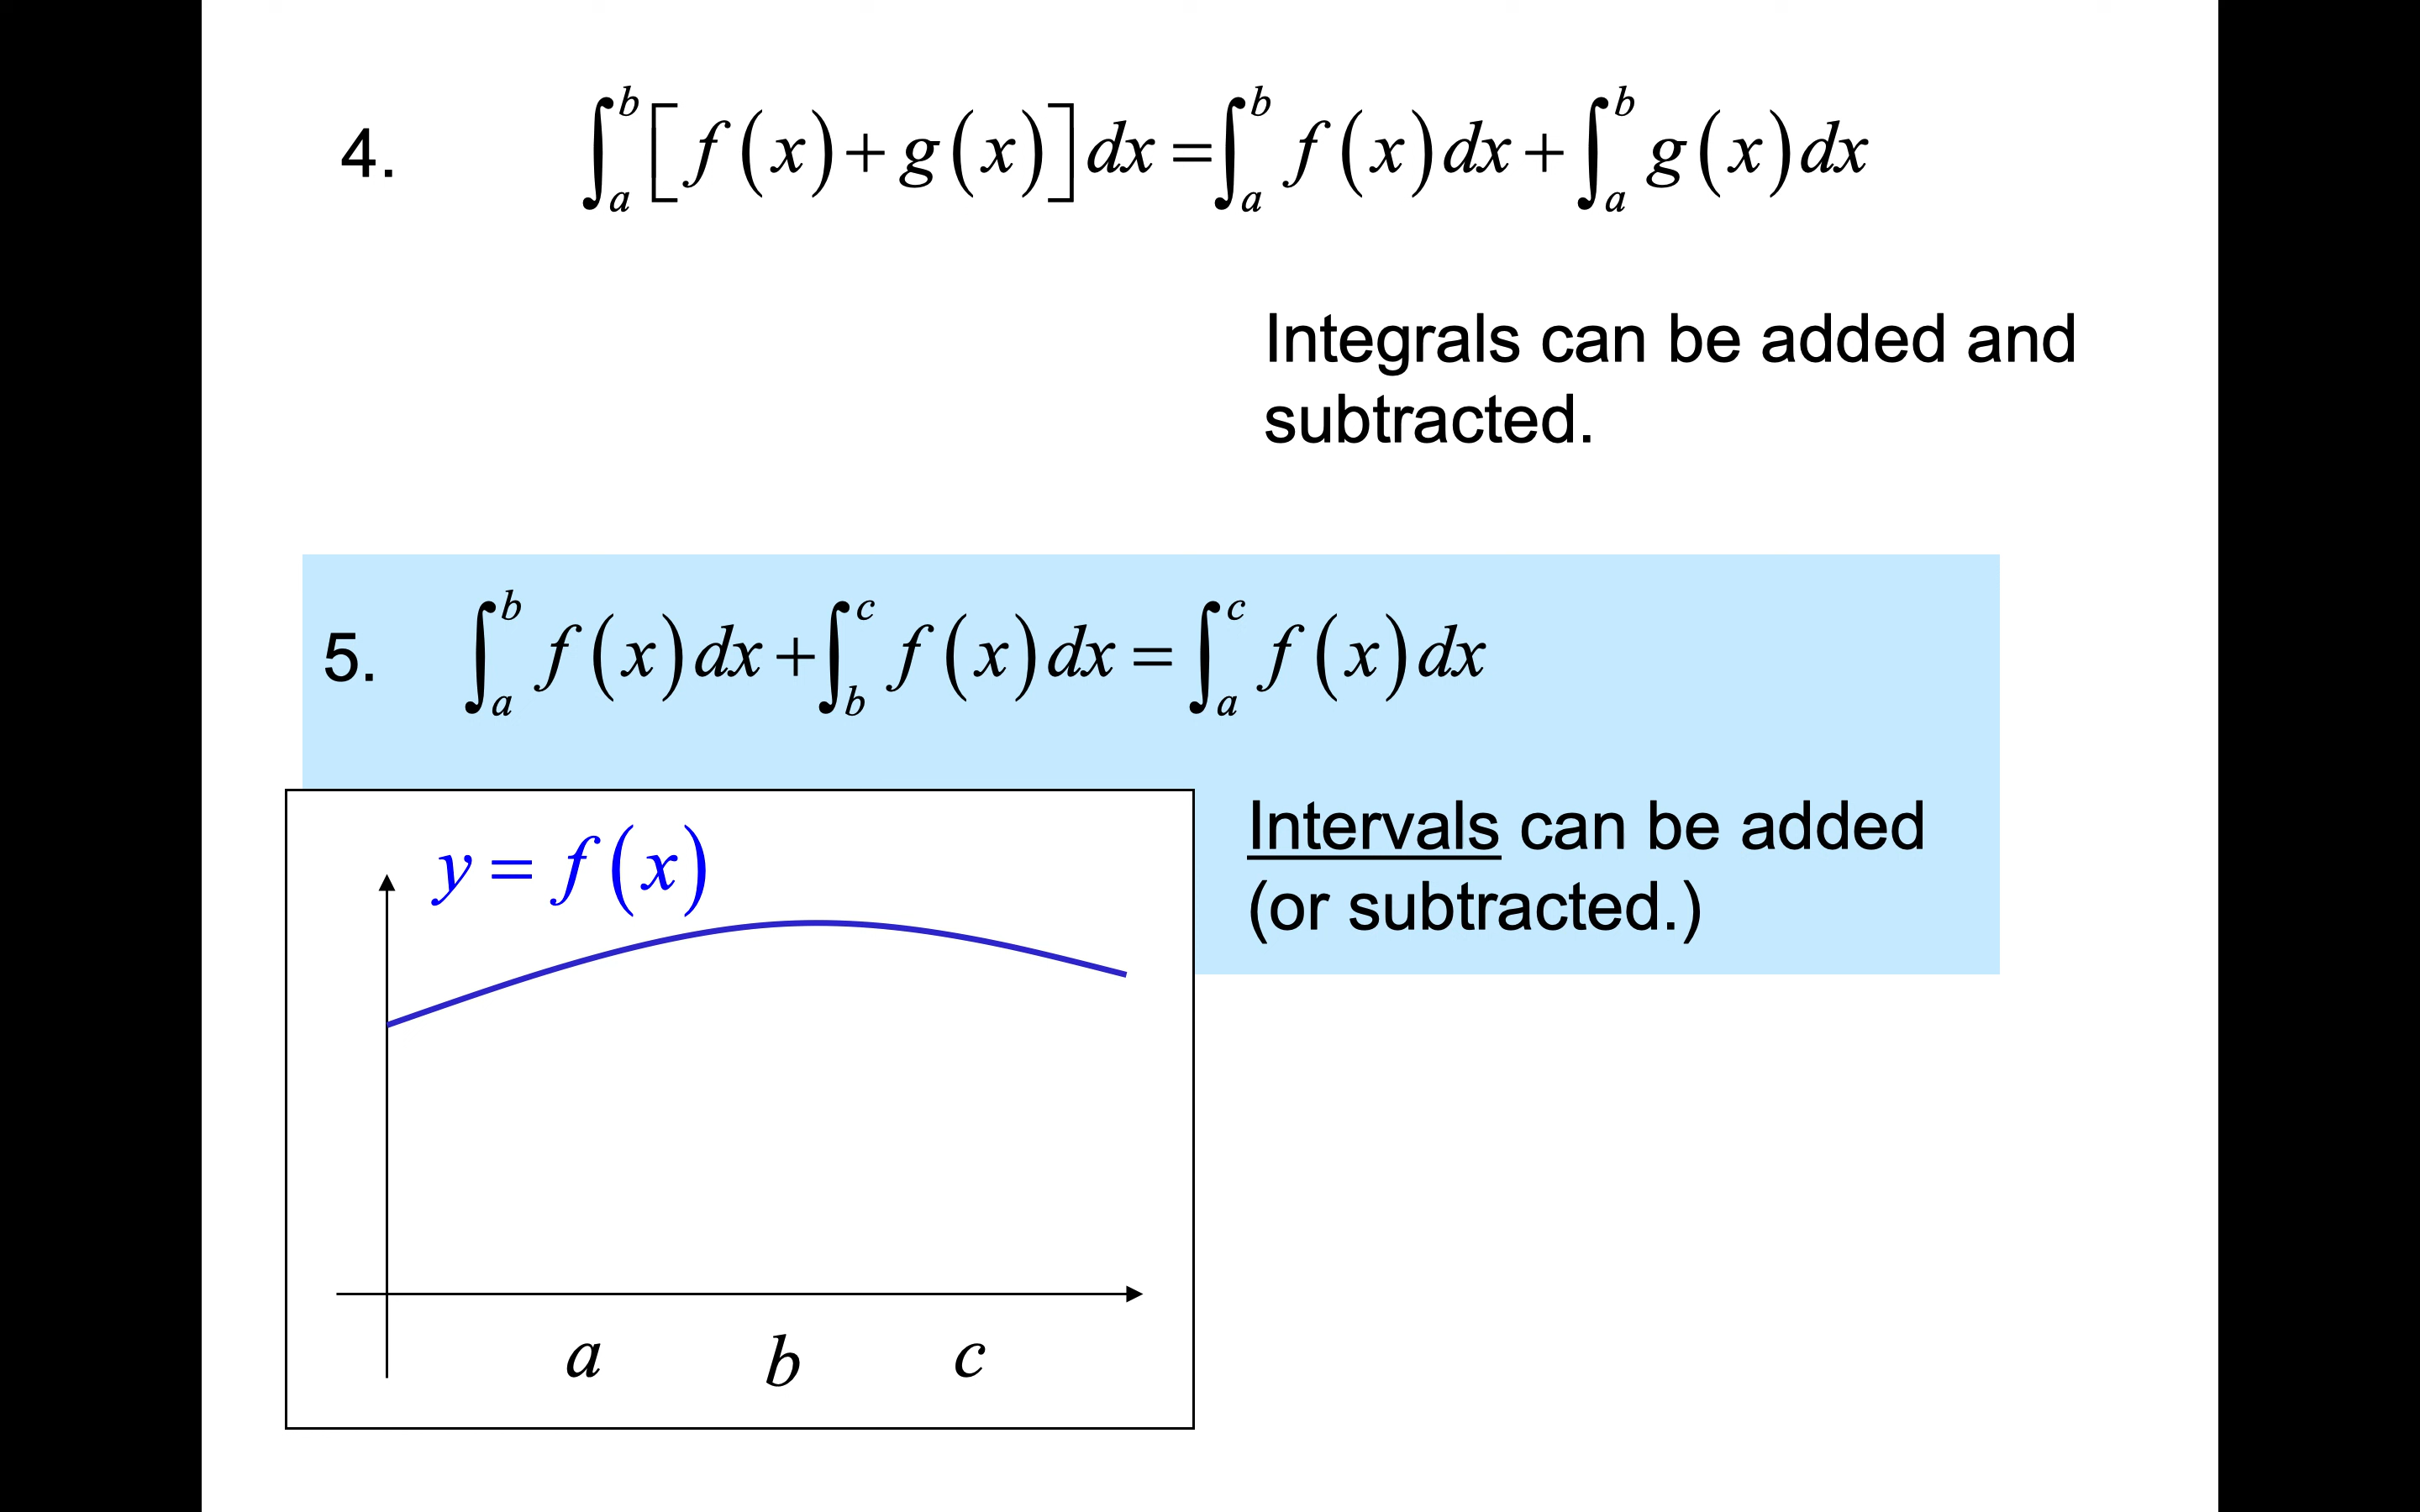 4. ∫_a^b [f(x)+g(x)]dx = ∫_a^b f(x)dx + ∫_a^b g(x)dx
Integrals can be added and
subtracted.
5. ∫_a^b f(x)dx + ∫_b^c f(x)dx = ∫_a^c f(x)dx
Intervals can be added
(or subtracted.)
y = f(x)
a b c